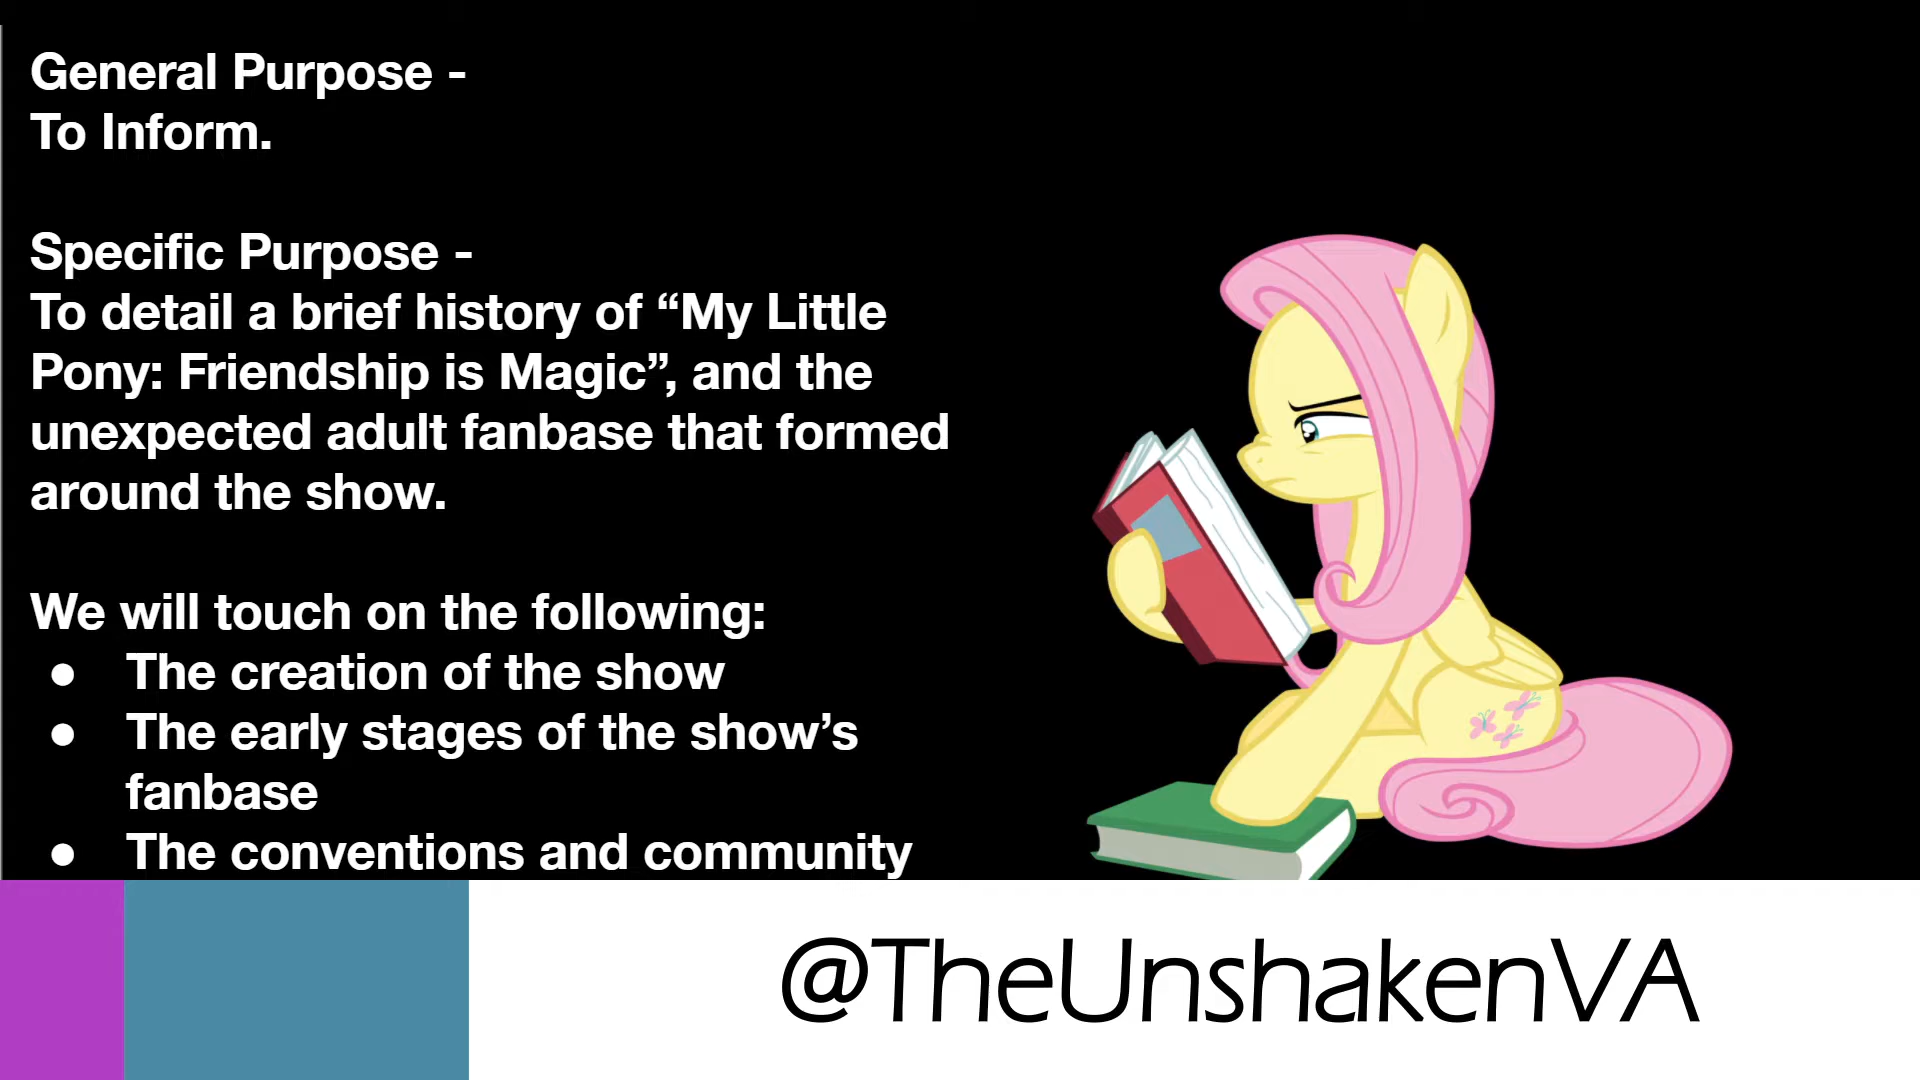 General Purpose -
To Inform.
Specific Purpose -
To detail a brief history of “My Little
Pony: Friendship is Magic”, and the
unexpected adult fanbase that formed
around the show.
We will touch on the following:
● The creation of the show
● The early stages of the show’s
fanbase
● The conventions and community
@TheUnshakenVA